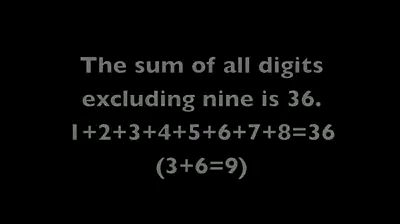 The sum of all digits
excluding nine is 36.
1+2+3+4+5+6+7+8=36
(3+6=9)